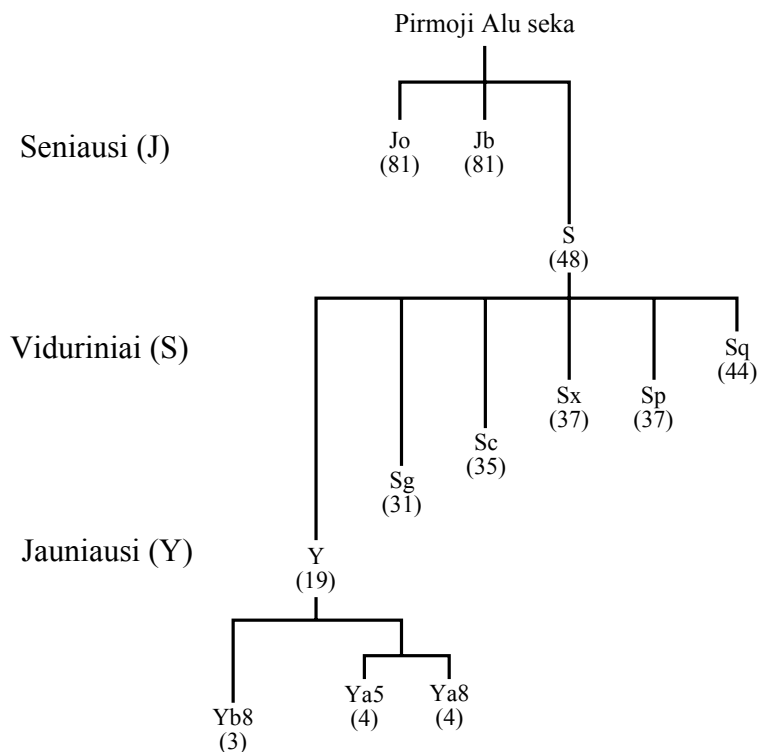 Pirmoji Alu seka
Seniausi (J)
Jo
(81)
Jb
(81)
S
(48)
Viduriniai (S)
Sq
(44)
Sx
(37)
Sp
(37)
Sc
(35)
Sg
(31)
Jauniausi (Y)
Y
(19)
Yb8
(3)
Ya5
(4)
Ya8
(4)